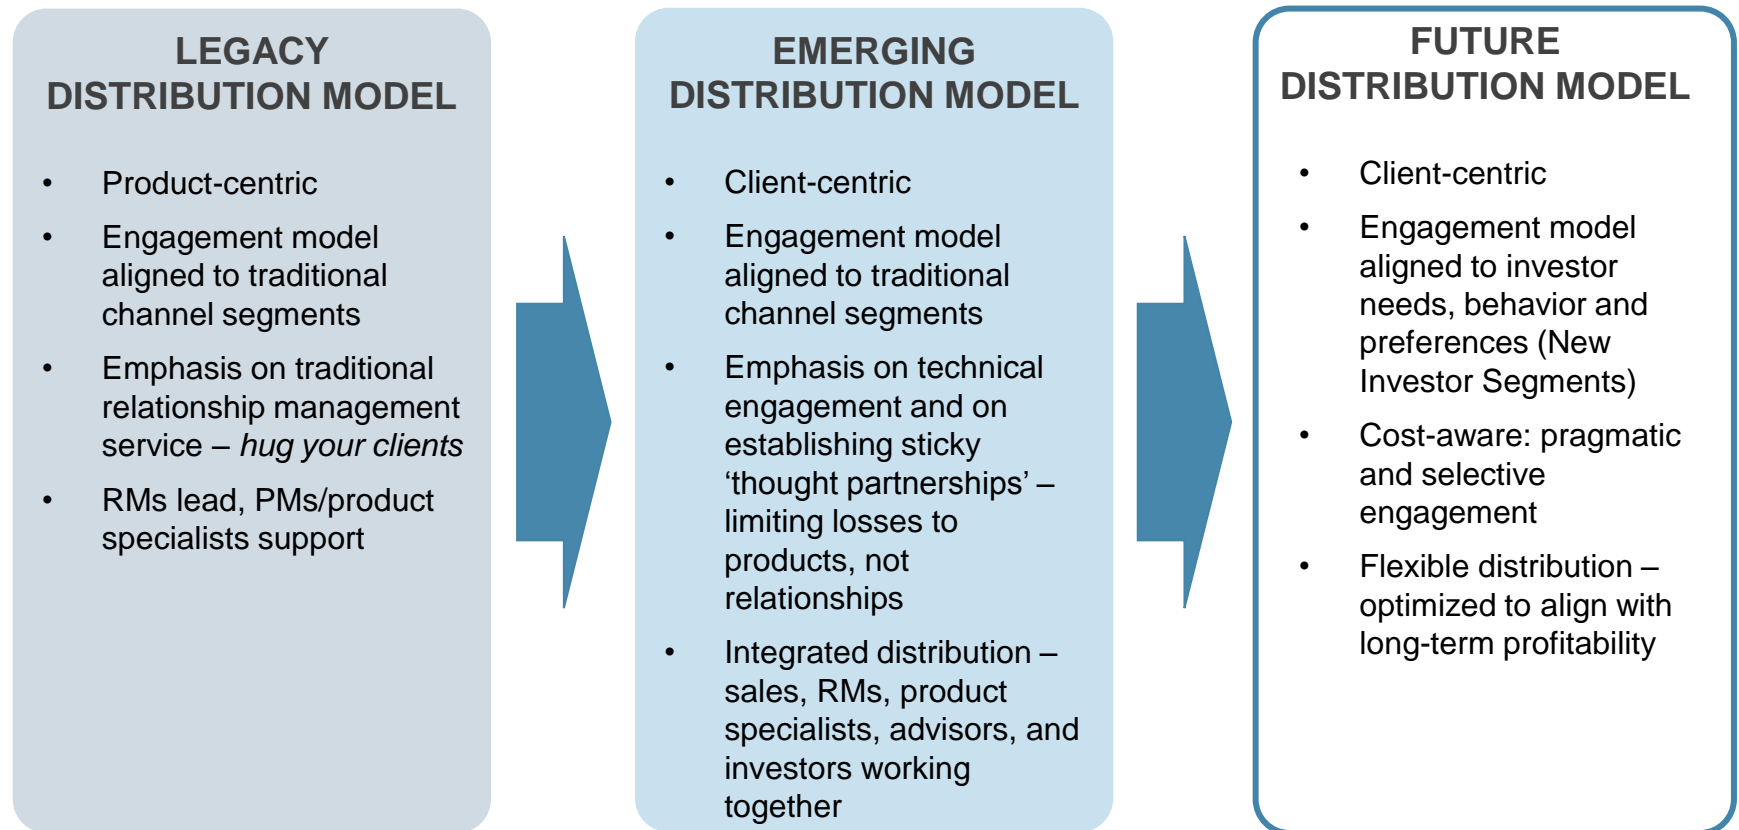 LEGACY
DISTRIBUTION MODEL
• Product-centric
• Engagement model
aligned to traditional
channel segments
• Emphasis on traditional
relationship management
service – hug your clients
• RMs lead, PMs/product
specialists support
EMERGING
DISTRIBUTION MODEL
• Client-centric
• Engagement model
aligned to traditional
channel segments
• Emphasis on technical
engagement and on
establishing sticky
‘thought partnerships’ –
limiting losses to
products, not
relationships
• Integrated distribution –
sales, RMs, product
specialists, advisors, and
investors working
together
FUTURE
DISTRIBUTION MODEL
• Client-centric
• Engagement model
aligned to investor
needs, behavior and
preferences (New
Investor Segments)
• Cost-aware: pragmatic
and selective
engagement
• Flexible distribution –
optimized to align with
long-term profitability